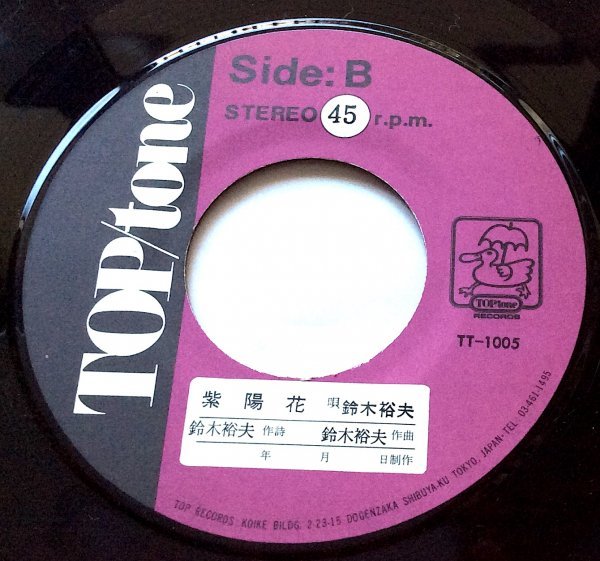 Side: B
STEREO 45 r.p.m.
TOP/tone
TOPtone
RECORDS
TT-1005
紫陽花 唄 鈴木裕夫
鈴木裕夫 作詩 鈴木裕夫 作曲
年 月 日制作
TOP RECORDS. KOIKE BILDG. 2-23-15 DOGENZAKA SHIBUYA-KU TOKYO, JAPAN-TEL. 03-461-1495